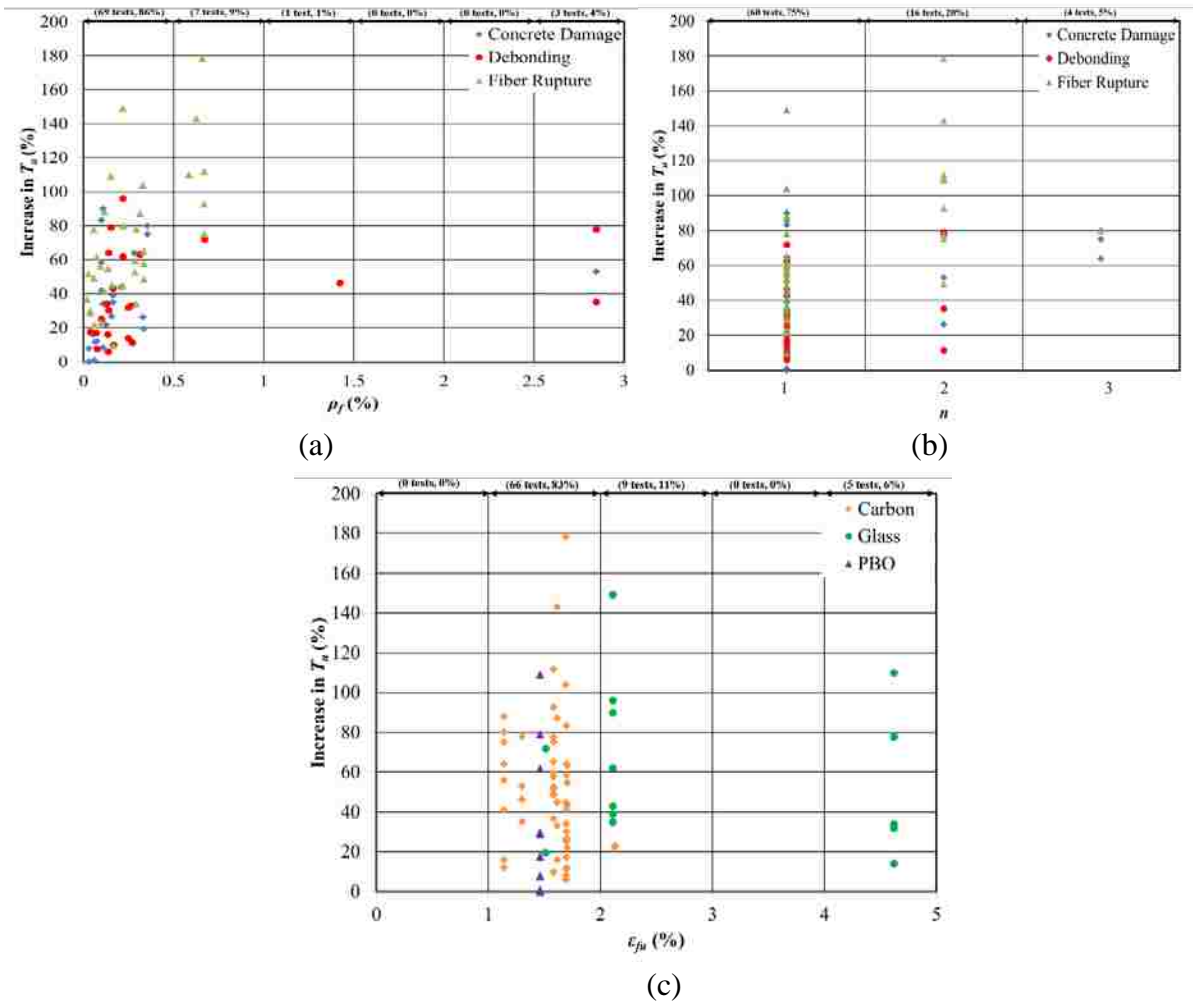 (69 tests, 86%) (7 tests, 9%) (1 test, 1%) (0 tests, 0%) (0 tests, 0%) (3 tests, 4%)
200
180
160
140
120
100
80
60
40
20
0
Increase in Tu (%)
Concrete Damage
Debonding
Fiber Rupture
0 0.5 1 1.5 2 2.5 3
ρf (%)
(a)
(60 tests, 75%) (16 tests, 20%) (4 tests, 5%)
200
180
160
140
120
100
80
60
40
20
0
Increase in Tu (%)
Concrete Damage
Debonding
Fiber Rupture
1 2 3
n
(b)
(0 tests, 0%) (66 tests, 83%) (9 tests, 11%) (0 tests, 0%) (5 tests, 6%)
200
180
160
140
120
100
80
60
40
20
0
Increase in Tu (%)
Carbon
Glass
PBO
0 1 2 3 4 5
εfu (%)
(c)